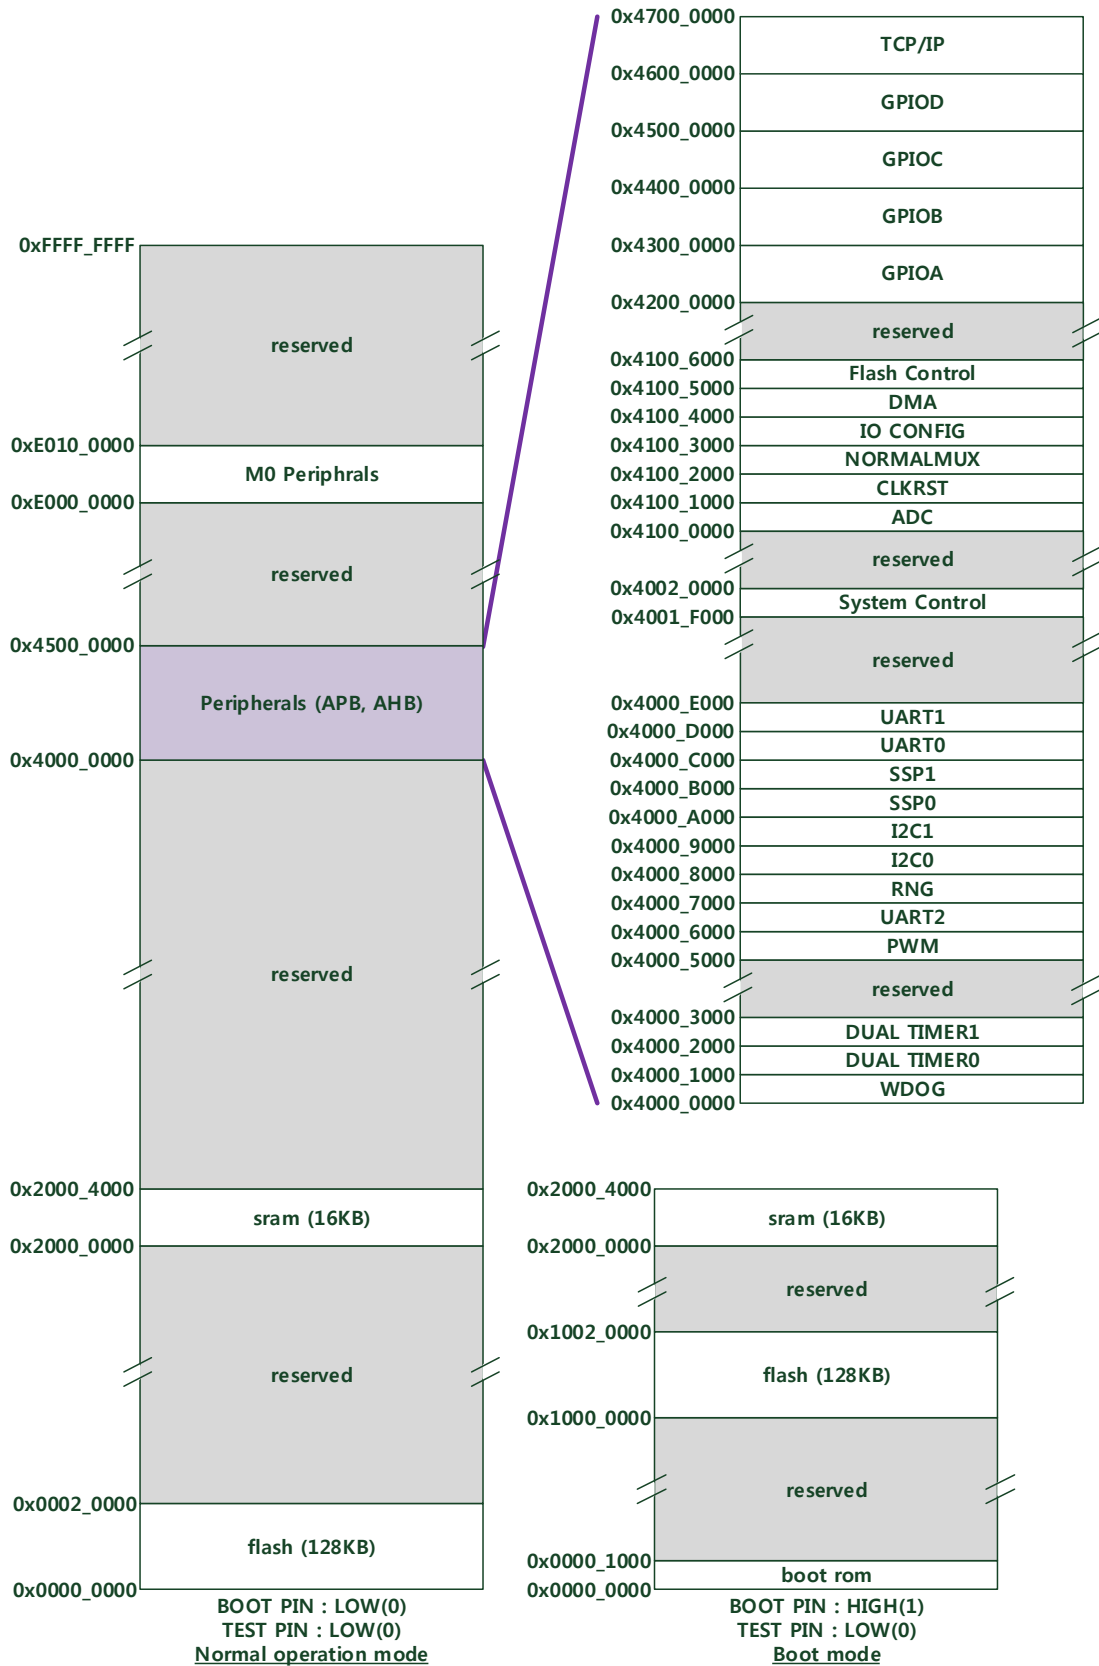 0xFFFF_FFFF
reserved
0xE010_0000
M0 Periphrals
0xE000_0000
reserved
0x4500_0000
Peripherals (APB, AHB)
0x4000_0000
reserved
0x2000_4000
sram (16KB)
0x2000_0000
reserved
0x0002_0000
flash (128KB)
0x0000_0000
BOOT PIN : LOW(0)
TEST PIN : LOW(0)
Normal operation mode
0x4700_0000
TCP/IP
0x4600_0000
GPIOD
0x4500_0000
GPIOC
0x4400_0000
GPIOB
0x4300_0000
GPIOA
0x4200_0000
reserved
0x4100_6000
Flash Control
0x4100_5000
DMA
0x4100_4000
IO CONFIG
0x4100_3000
NORMALMUX
0x4100_2000
CLKRST
0x4100_1000
ADC
0x4100_0000
reserved
0x4002_0000
System Control
0x4001_F000
reserved
0x4000_E000
UART1
0x4000_D000
UART0
0x4000_C000
SSP1
0x4000_B000
SSP0
0x4000_A000
I2C1
0x4000_9000
I2C0
0x4000_8000
RNG
0x4000_7000
UART2
0x4000_6000
PWM
0x4000_5000
reserved
0x4000_3000
DUAL TIMER1
0x4000_2000
DUAL TIMER0
0x4000_1000
WDOG
0x4000_0000
0x2000_4000
sram (16KB)
0x2000_0000
reserved
0x1002_0000
flash (128KB)
0x1000_0000
reserved
0x0000_1000
boot rom
0x0000_0000
BOOT PIN : HIGH(1)
TEST PIN : LOW(0)
Boot mode